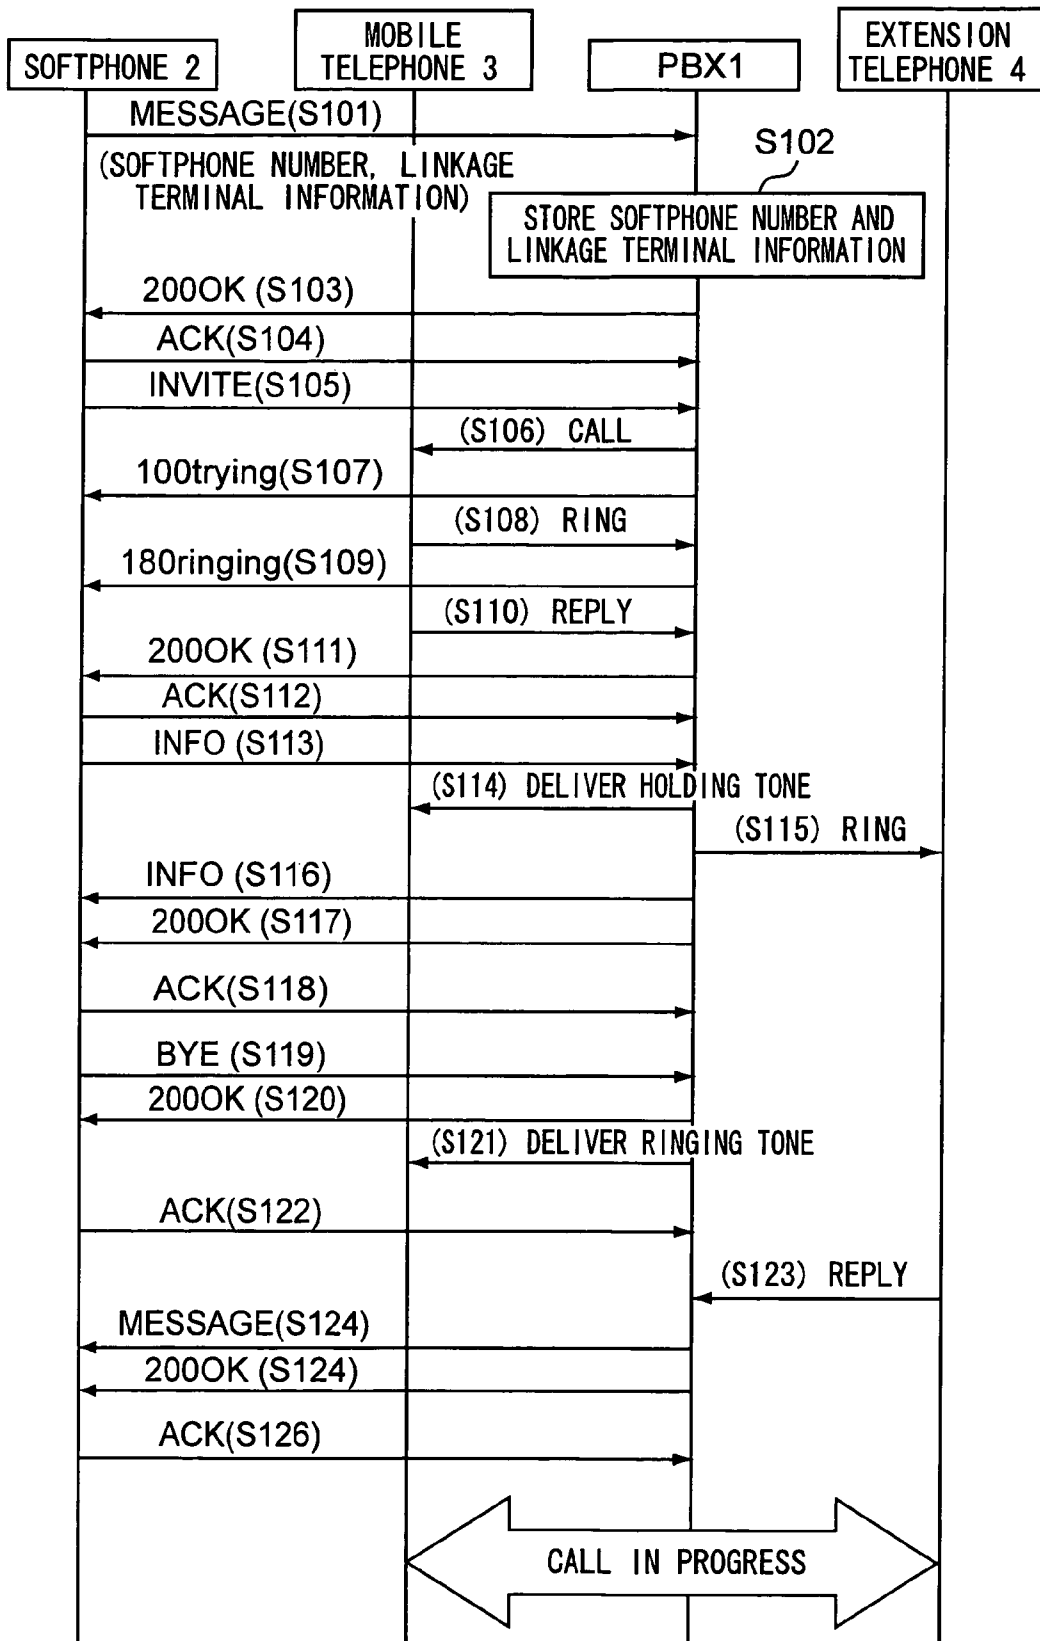 SOFTPHONE 2
MOBILE
TELEPHONE 3
PBX1
EXTENSION
TELEPHONE 4
MESSAGE(S101)
(SOFTPHONE NUMBER, LINKAGE
TERMINAL INFORMATION)
S102
STORE SOFTPHONE NUMBER AND
LINKAGE TERMINAL INFORMATION
200OK (S103)
ACK(S104)
INVITE(S105)
(S106) CALL
100trying(S107)
(S108) RING
180ringing(S109)
(S110) REPLY
200OK (S111)
ACK(S112)
INFO (S113)
(S114) DELIVER HOLDING TONE
(S115) RING
INFO (S116)
200OK (S117)
ACK(S118)
BYE (S119)
200OK (S120)
(S121) DELIVER RINGING TONE
ACK(S122)
(S123) REPLY
MESSAGE(S124)
200OK (S124)
ACK(S126)
CALL IN PROGRESS